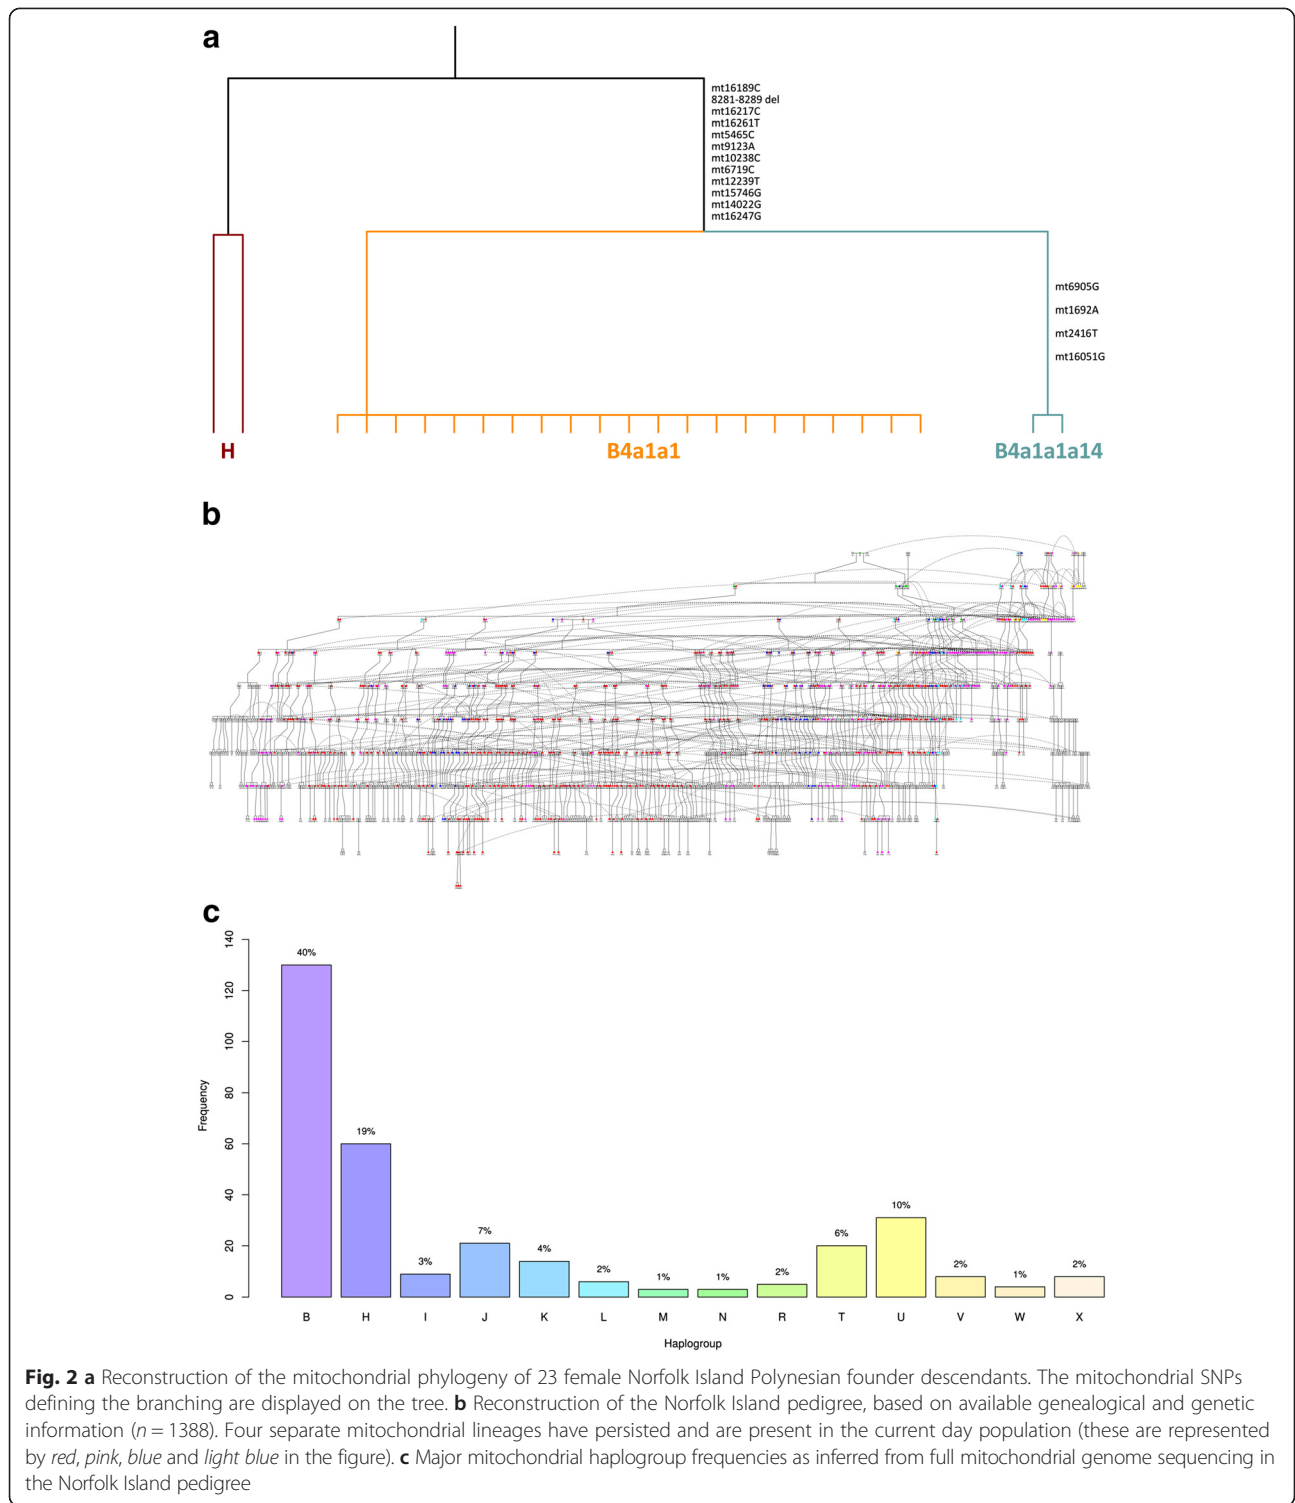 a
mt16189C
8281-8289 del
mt16217C
mt16261T
mt5465C
mt9123A
mt10238C
mt6719C
mt12239T
mt15746G
mt14022G
mt16247G
mt6905G
mt1692A
mt2416T
mt16051G
H
B4a1a1
B4a1a1a14
b
c
Frequency
140
120
100
80
60
40
20
0
40%
19%
3%
7%
4%
2%
1%
1%
2%
6%
10%
2%
1%
2%
B H I J K L M N R T U V W X
Haplogroup
Fig. 2 a Reconstruction of the mitochondrial phylogeny of 23 female Norfolk Island Polynesian founder descendants. The mitochondrial SNPs
defining the branching are displayed on the tree. b Reconstruction of the Norfolk Island pedigree, based on available genealogical and genetic
information (n = 1388). Four separate mitochondrial lineages have persisted and are present in the current day population (these are represented
by red, pink, blue and light blue in the figure). c Major mitochondrial haplogroup frequencies as inferred from full mitochondrial genome sequencing in
the Norfolk Island pedigree